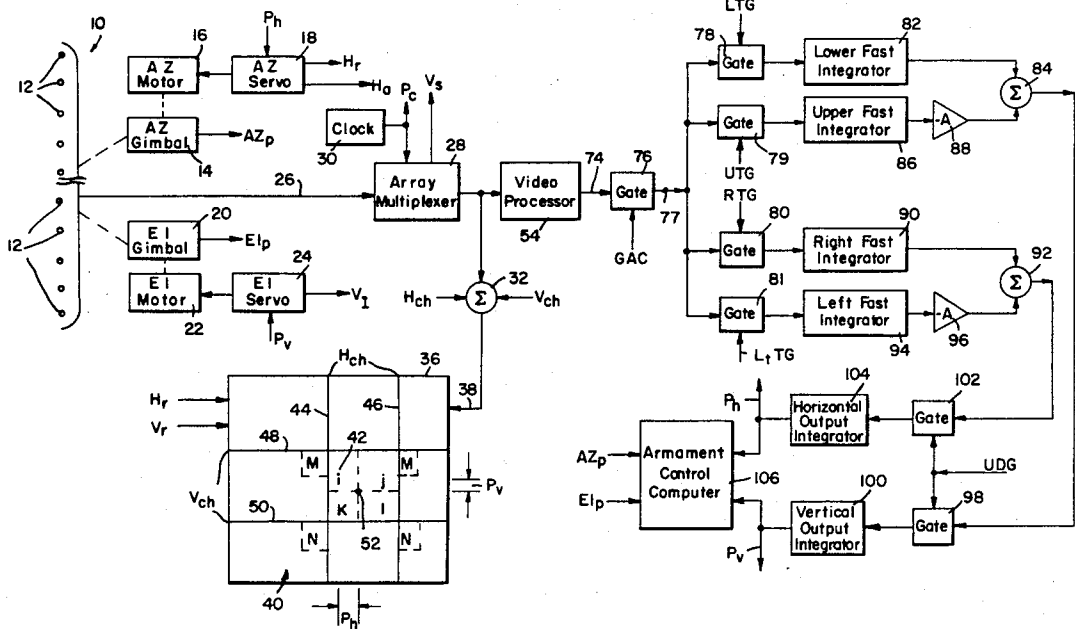 10
12
16
AZ
Motor
Ph
18
AZ
Servo
Hr
Ha
AZ
Gimbal
AZp
14
Pc
Vs
Clock
30
28
Array
Multiplexer
26
Video
Processor
54
74
76
Gate
77
GAC
12
20
El
Gimbal
Elp
El
Motor
22
24
El
Servo
VI
Pv
32
Σ
Hch
Vch
LTG
78
Gate
82
Lower Fast
Integrator
84
Σ
Gate
79
Upper Fast
Integrator
86
-A
88
UTG
RTG
80
Gate
90
Right Fast
Integrator
92
Σ
81
Gate
Left Fast
Integrator
94
-A
96
LtTG
Hch
36
38
Hr
Vr
44
46
48
42
M
M
i
j
K
l
Vch
50
N
N
52
Pv
40
Ph
Ph
104
Horizontal
Output
Integrator
102
Gate
AZp
Elp
Armament
Control
Computer
106
UDG
100
Vertical
Output
Integrator
98
Gate
Pv